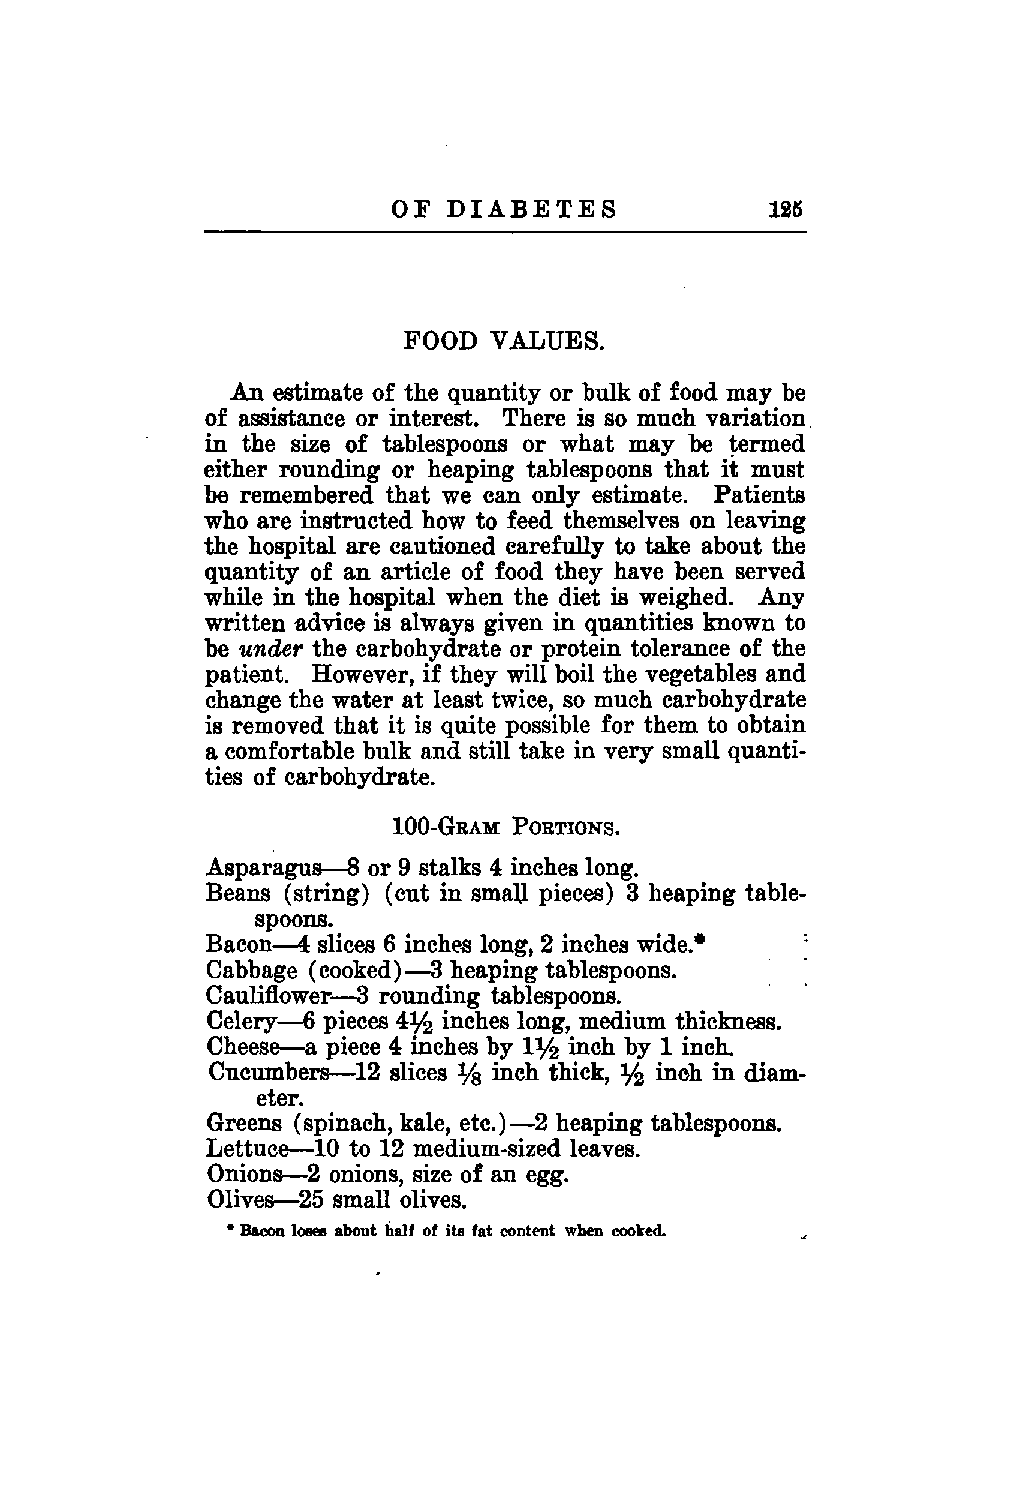 OF DIABETES 125
FOOD VALUES.
An estimate of the quantity or bulk of food may be
of assistance or interest. There is so much variation
in the size of tablespoons or what may be termed
either rounding or heaping tablespoons that it must
be remembered that we can only estimate. Patients
who are instructed how to feed themselves on leaving
the hospital are cautioned carefully to take about the
quantity of an article of food they have been served
while in the hospital when the diet is weighed. Any
written advice is always given in quantities known to
be under the carbohydrate or protein tolerance of the
patient. However, if they will boil the vegetables and
change the water at least twice, so much carbohydrate
is removed that it is quite possible for them to obtain
a comfortable bulk and still take in very small quanti-
ties of carbohydrate.
100-GRAM PORTIONS.
Asparagus—8 or 9 stalks 4 inches long.
Beans (string) (cut in small pieces) 3 heaping table-
spoons.
Bacon—4 slices 6 inches long, 2 inches wide.*
Cabbage (cooked)—3 heaping tablespoons.
Cauliflower—3 rounding tablespoons.
Celery—6 pieces 4½ inches long, medium thickness.
Cheese—a piece 4 inches by 1½ inch by 1 inch.
Cucumbers—12 slices ⅛ inch thick, ½ inch in diam-
eter.
Greens (spinach, kale, etc.)—2 heaping tablespoons.
Lettuce—10 to 12 medium-sized leaves.
Onions—2 onions, size of an egg.
Olives—25 small olives.
* Bacon loses about half of its fat content when cooked.